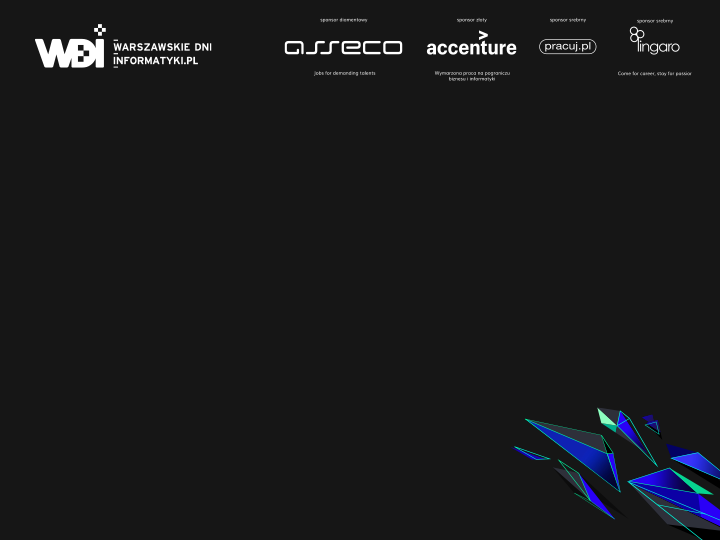 WDI
WARSZAWSKIE DNI
INFORMATYKI.PL
sponsor diamentowy
asseco
Jobs for demanding talents
sponsor złoty
accenture
Wymarzona praca na pograniczu
biznesu i informatyki
sponsor srebrny
pracuj.pl
sponsor srebrny
lingaro
Come for career, stay for passion